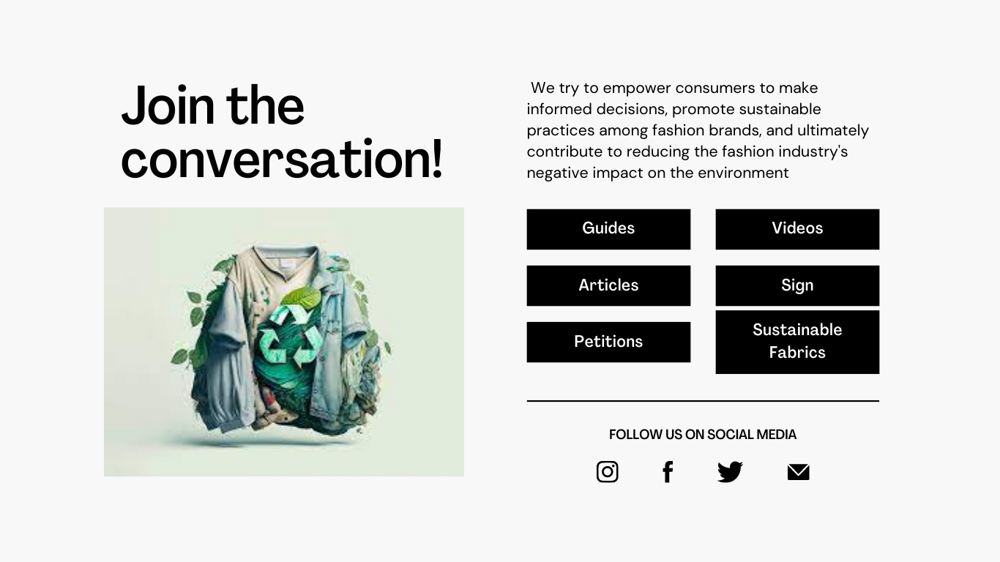 Join the
conversation!
We try to empower consumers to make
informed decisions, promote sustainable
practices among fashion brands, and ultimately
contribute to reducing the fashion industry's
negative impact on the environment
Guides
Videos
Articles
Sign
Petitions
Sustainable
Fabrics
FOLLOW US ON SOCIAL MEDIA